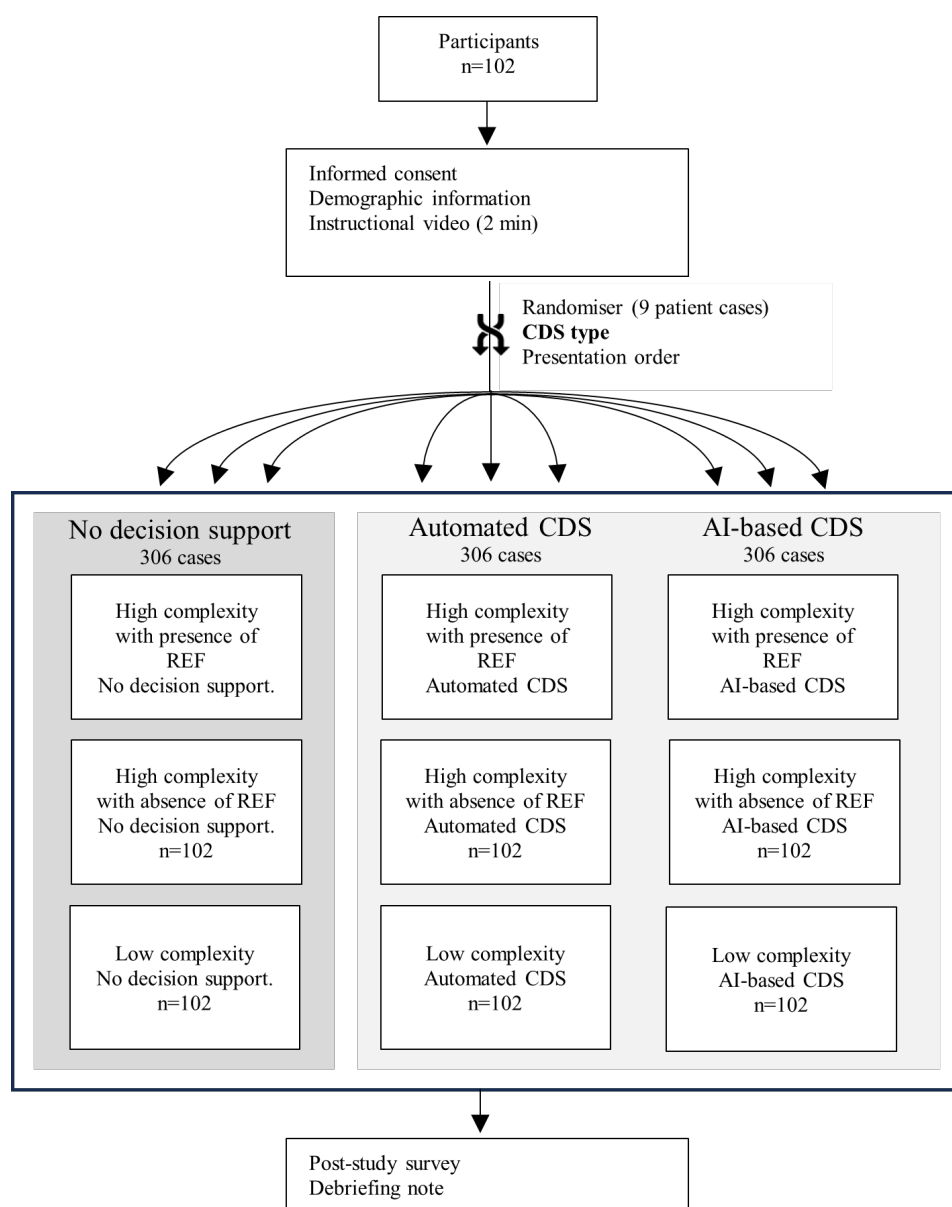 Participants
n=102
Informed consent
Demographic information
Instructional video (2 min)
Randomiser (9 patient cases)
CDS type
Presentation order
No decision support
306 cases
High complexity
with presence of
REF
No decision support.
High complexity
with absence of REF
No decision support.
n=102
Low complexity
No decision support.
n=102
Automated CDS
306 cases
High complexity
with presence of
REF
Automated CDS
High complexity
with absence of REF
Automated CDS
n=102
Low complexity
Automated CDS
n=102
AI-based CDS
306 cases
High complexity
with presence of
REF
AI-based CDS
High complexity
with absence of REF
AI-based CDS
n=102
Low complexity
AI-based CDS
n=102
Post-study survey
Debriefing note